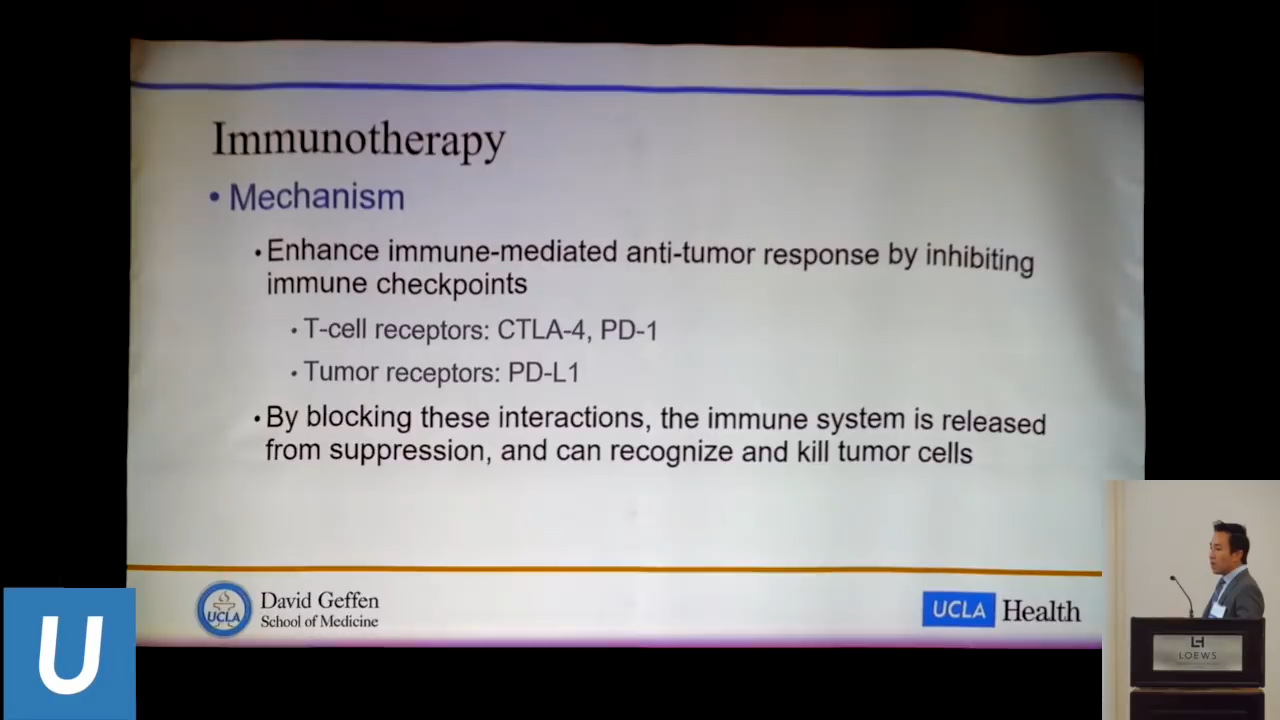 Immunotherapy
• Mechanism
• Enhance immune-mediated anti-tumor response by inhibiting
immune checkpoints
• T-cell receptors: CTLA-4, PD-1
• Tumor receptors: PD-L1
• By blocking these interactions, the immune system is released
from suppression, and can recognize and kill tumor cells
UCLA
David Geffen
School of Medicine
UCLA Health
U
LOEWS